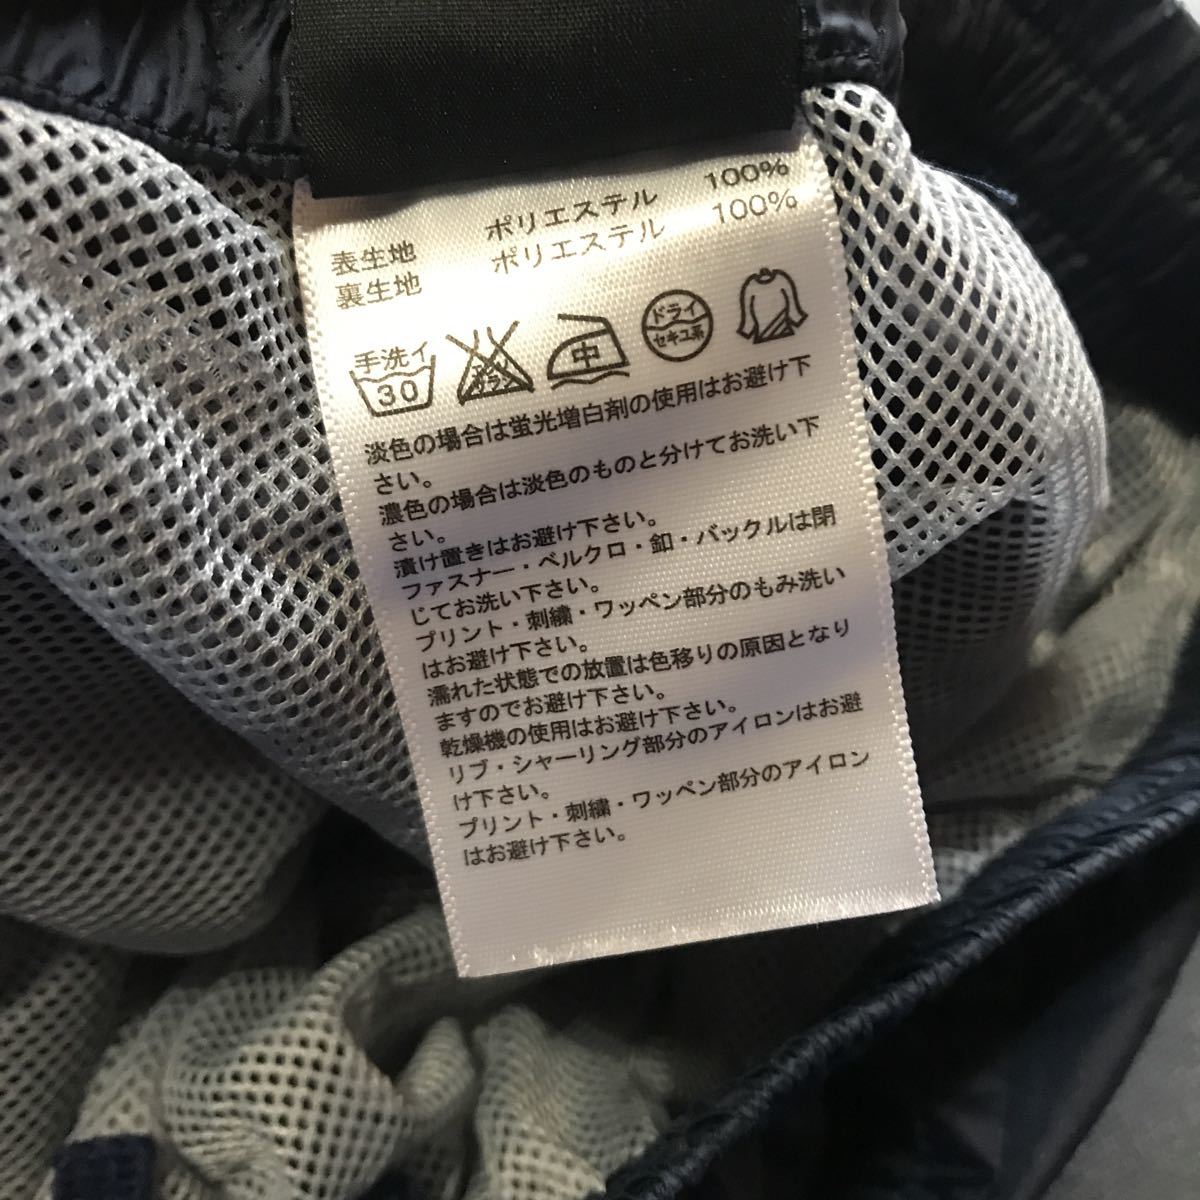 表生地 ポリエステル 100%
裏生地 ポリエステル 100%
手洗イ
30
エンソサラシ
中
ドライ
セキユ系
淡色の場合は蛍光増白剤の使用はお避け下
さい。
濃色の場合は淡色のものと分けてお洗い下
さい。
漬け置きはお避け下さい。
ファスナー・ベルクロ・釦・バックルは閉
じてお洗い下さい。
プリント・刺繍・ワッペン部分のもみ洗い
はお避け下さい。
濡れた状態での放置は色移りの原因となり
ますのでお避け下さい。
乾燥機の使用はお避け下さい。
リブ・シャーリング部分のアイロンはお避
け下さい。
プリント・刺繍・ワッペン部分のアイロン
はお避け下さい。